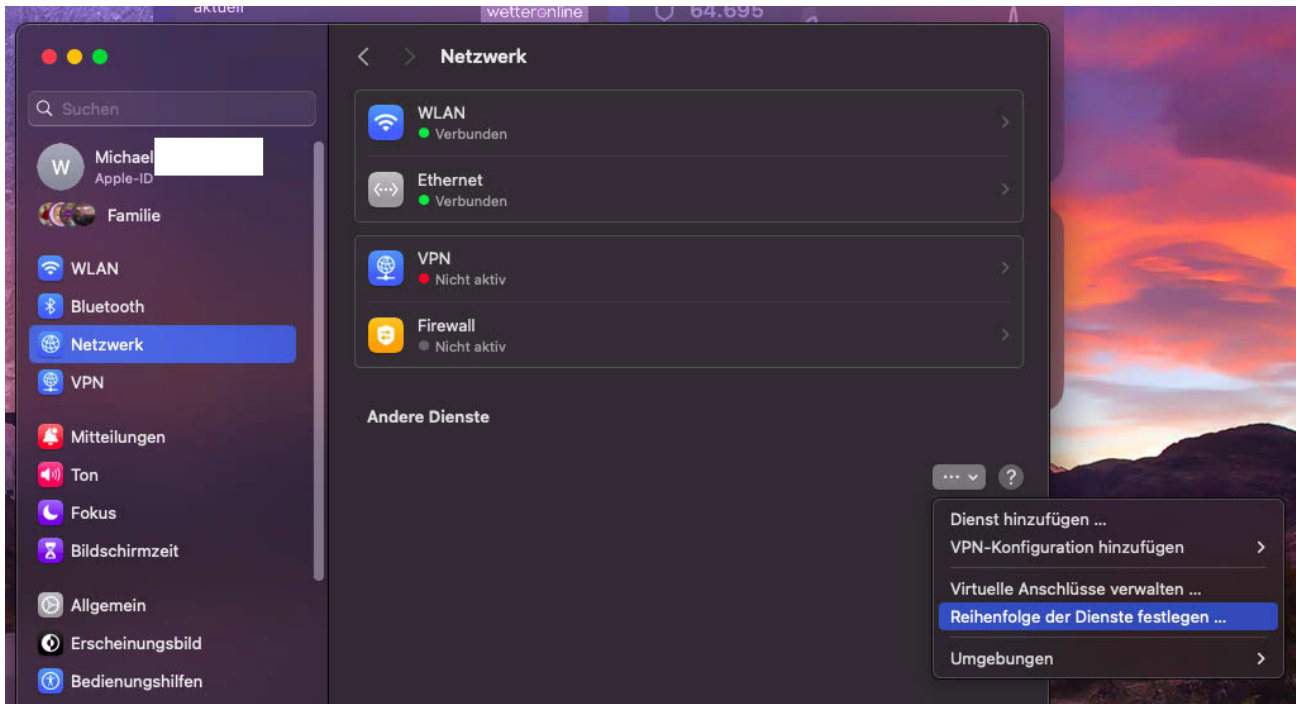 aktuell
wetteronline
64.695
Netzwerk
Suchen
W
Michael
Apple-ID
Familie
WLAN
Bluetooth
Netzwerk
VPN
Mitteilungen
Ton
Fokus
Bildschirmzeit
Allgemein
Erscheinungsbild
Bedienungshilfen
WLAN
Verbunden
Ethernet
Verbunden
VPN
Nicht aktiv
Firewall
Nicht aktiv
Andere Dienste
... ?
Dienst hinzufügen ...
VPN-Konfiguration hinzufügen
Virtuelle Anschlüsse verwalten ...
Reihenfolge der Dienste festlegen ...
Umgebungen